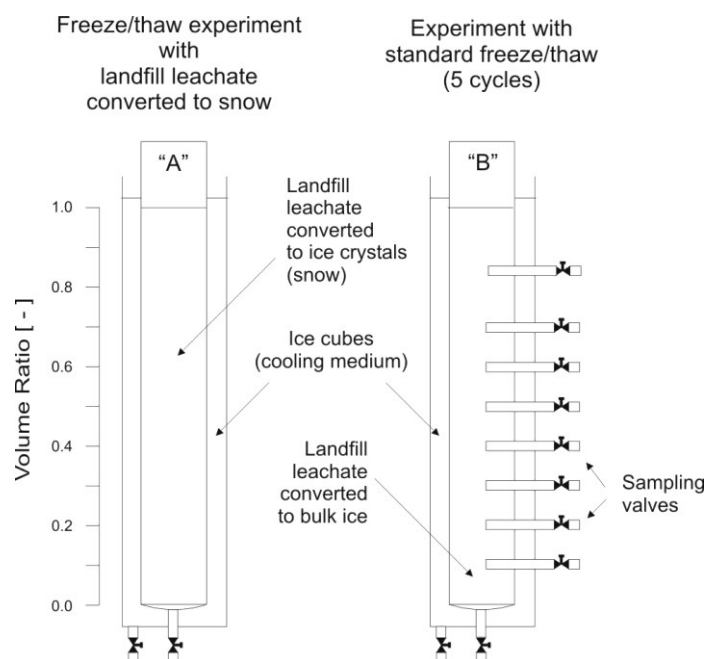 Freeze/thaw experiment
with
landfill leachate
converted to snow
Experiment with
standard freeze/thaw
(5 cycles)
“A”
“B”
Landfill
leachate
converted
to ice crystals
(snow)
Ice cubes
(cooling medium)
Landfill
leachate
converted
to bulk ice
Sampling
valves
Volume Ratio [ - ]
1.0
0.8
0.6
0.4
0.2
0.0